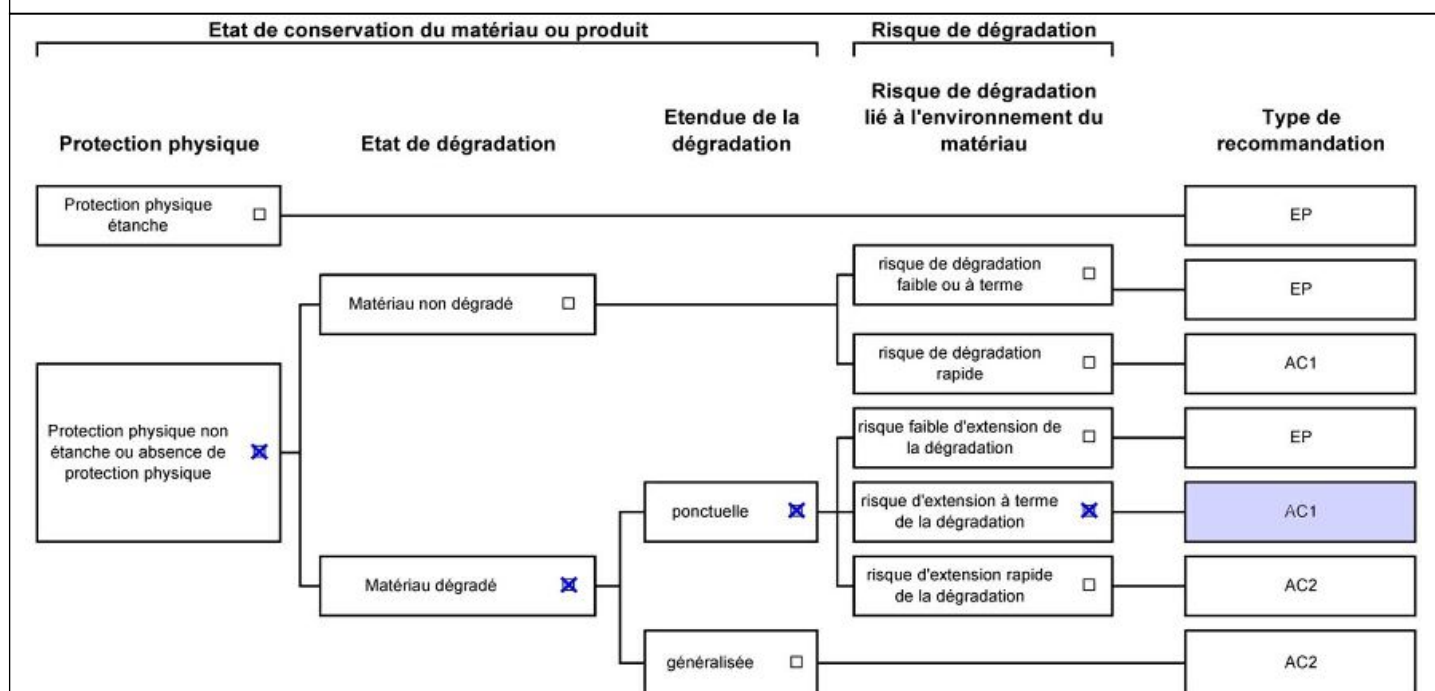 Etat de conservation du matériau ou produit
Risque de dégradation
Protection physique
Etat de dégradation
Etendue de la
dégradation
Risque de dégradation
lié à l'environnement du
matériau
Type de
recommandation
Protection physique
étanche
EP
Matériau non dégradé
risque de dégradation
faible ou à terme
EP
risque de dégradation
rapide
AC1
Protection physique non
étanche ou absence de
protection physique
risque faible d'extension de
la dégradation
EP
ponctuelle
risque d'extension à terme
de la dégradation
AC1
Matériau dégradé
risque d'extension rapide
de la dégradation
AC2
généralisée
AC2